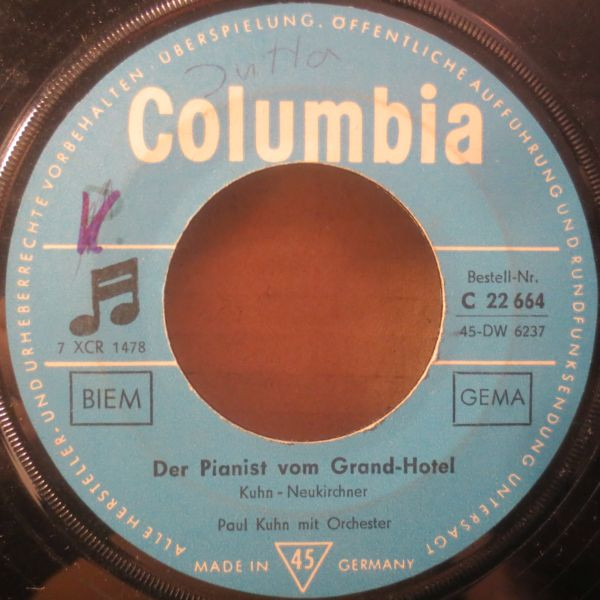 ALLE HERSTELLER- UND URHEBERRECHTE VORBEHALTEN · ÜBERSPIELUNG, ÖFFENTLICHE AUFFÜHRUNG UND RUNDFUNKSENDUNG UNTERSAGT
Jutta
Columbia
K
Bestell-Nr.
C 22 664
45-DW 6237
7 XCR 1478
BIEM
GEMA
Der Pianist vom Grand-Hotel
Kuhn - Neukirchner
Paul Kuhn mit Orchester
MADE IN 45 GERMANY